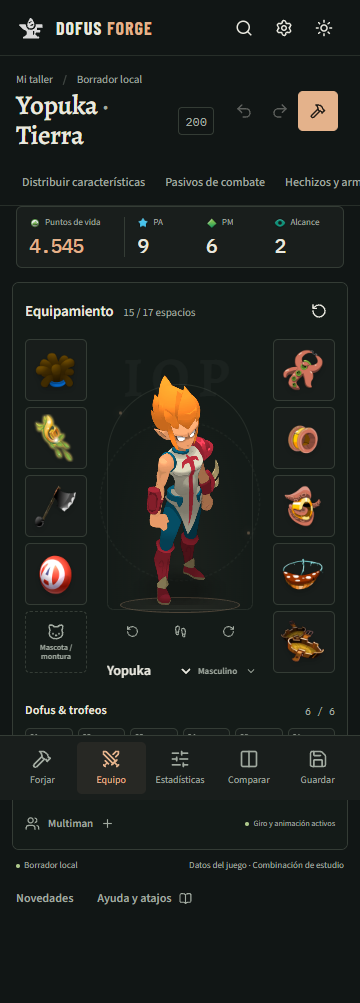 DOFUS FORGE
Mi taller / Borrador local
Yopuka ·
Tierra
200
Distribuir características Pasivos de combate Hechizos y arm
Puntos de vida PA PM Alcance
4.545 9 6 2
Equipamiento 15 / 17 espacios
IOP
Mascota /
montura
Yopuka Masculino
Dofus & trofeos 6 / 6
Forjar Equipo Estadísticas Comparar Guardar
Multiman + Giro y animación activos
Borrador local Datos del juego · Combinación de estudio
Novedades Ayuda y atajos